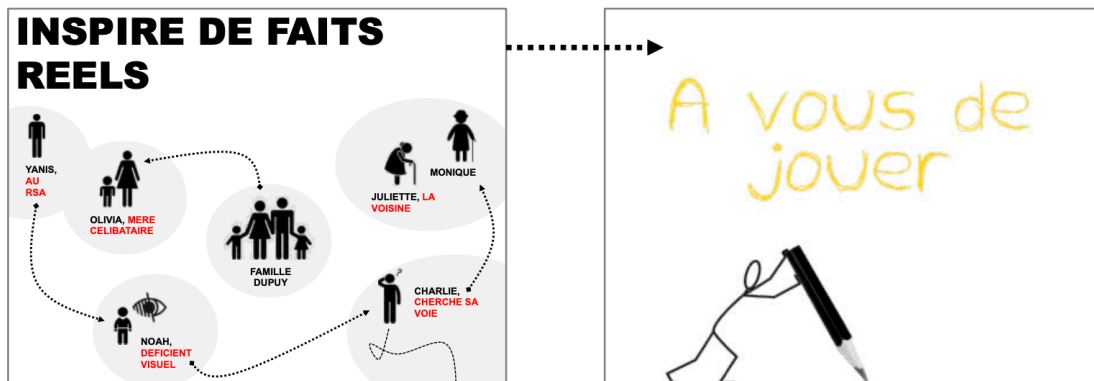 INSPIRE DE FAITS
REELS
YANIS,
AU
RSA
OLIVIA, MERE
CELIBATAIRE
FAMILLE
DUPUY
JULIETTE, LA
VOISINE
MONIQUE
NOAH,
DEFICIENT
VISUEL
CHARLIE,
CHERCHE SA
VOIE
?
A vous de
jouer